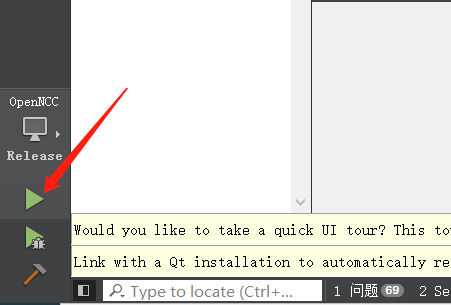 OpenNCC
Release
Would you like to take a quick UI tour? This to
Link with a Qt installation to automatically re
Type to locate (Ctrl+...
1 问题 69
2 Se